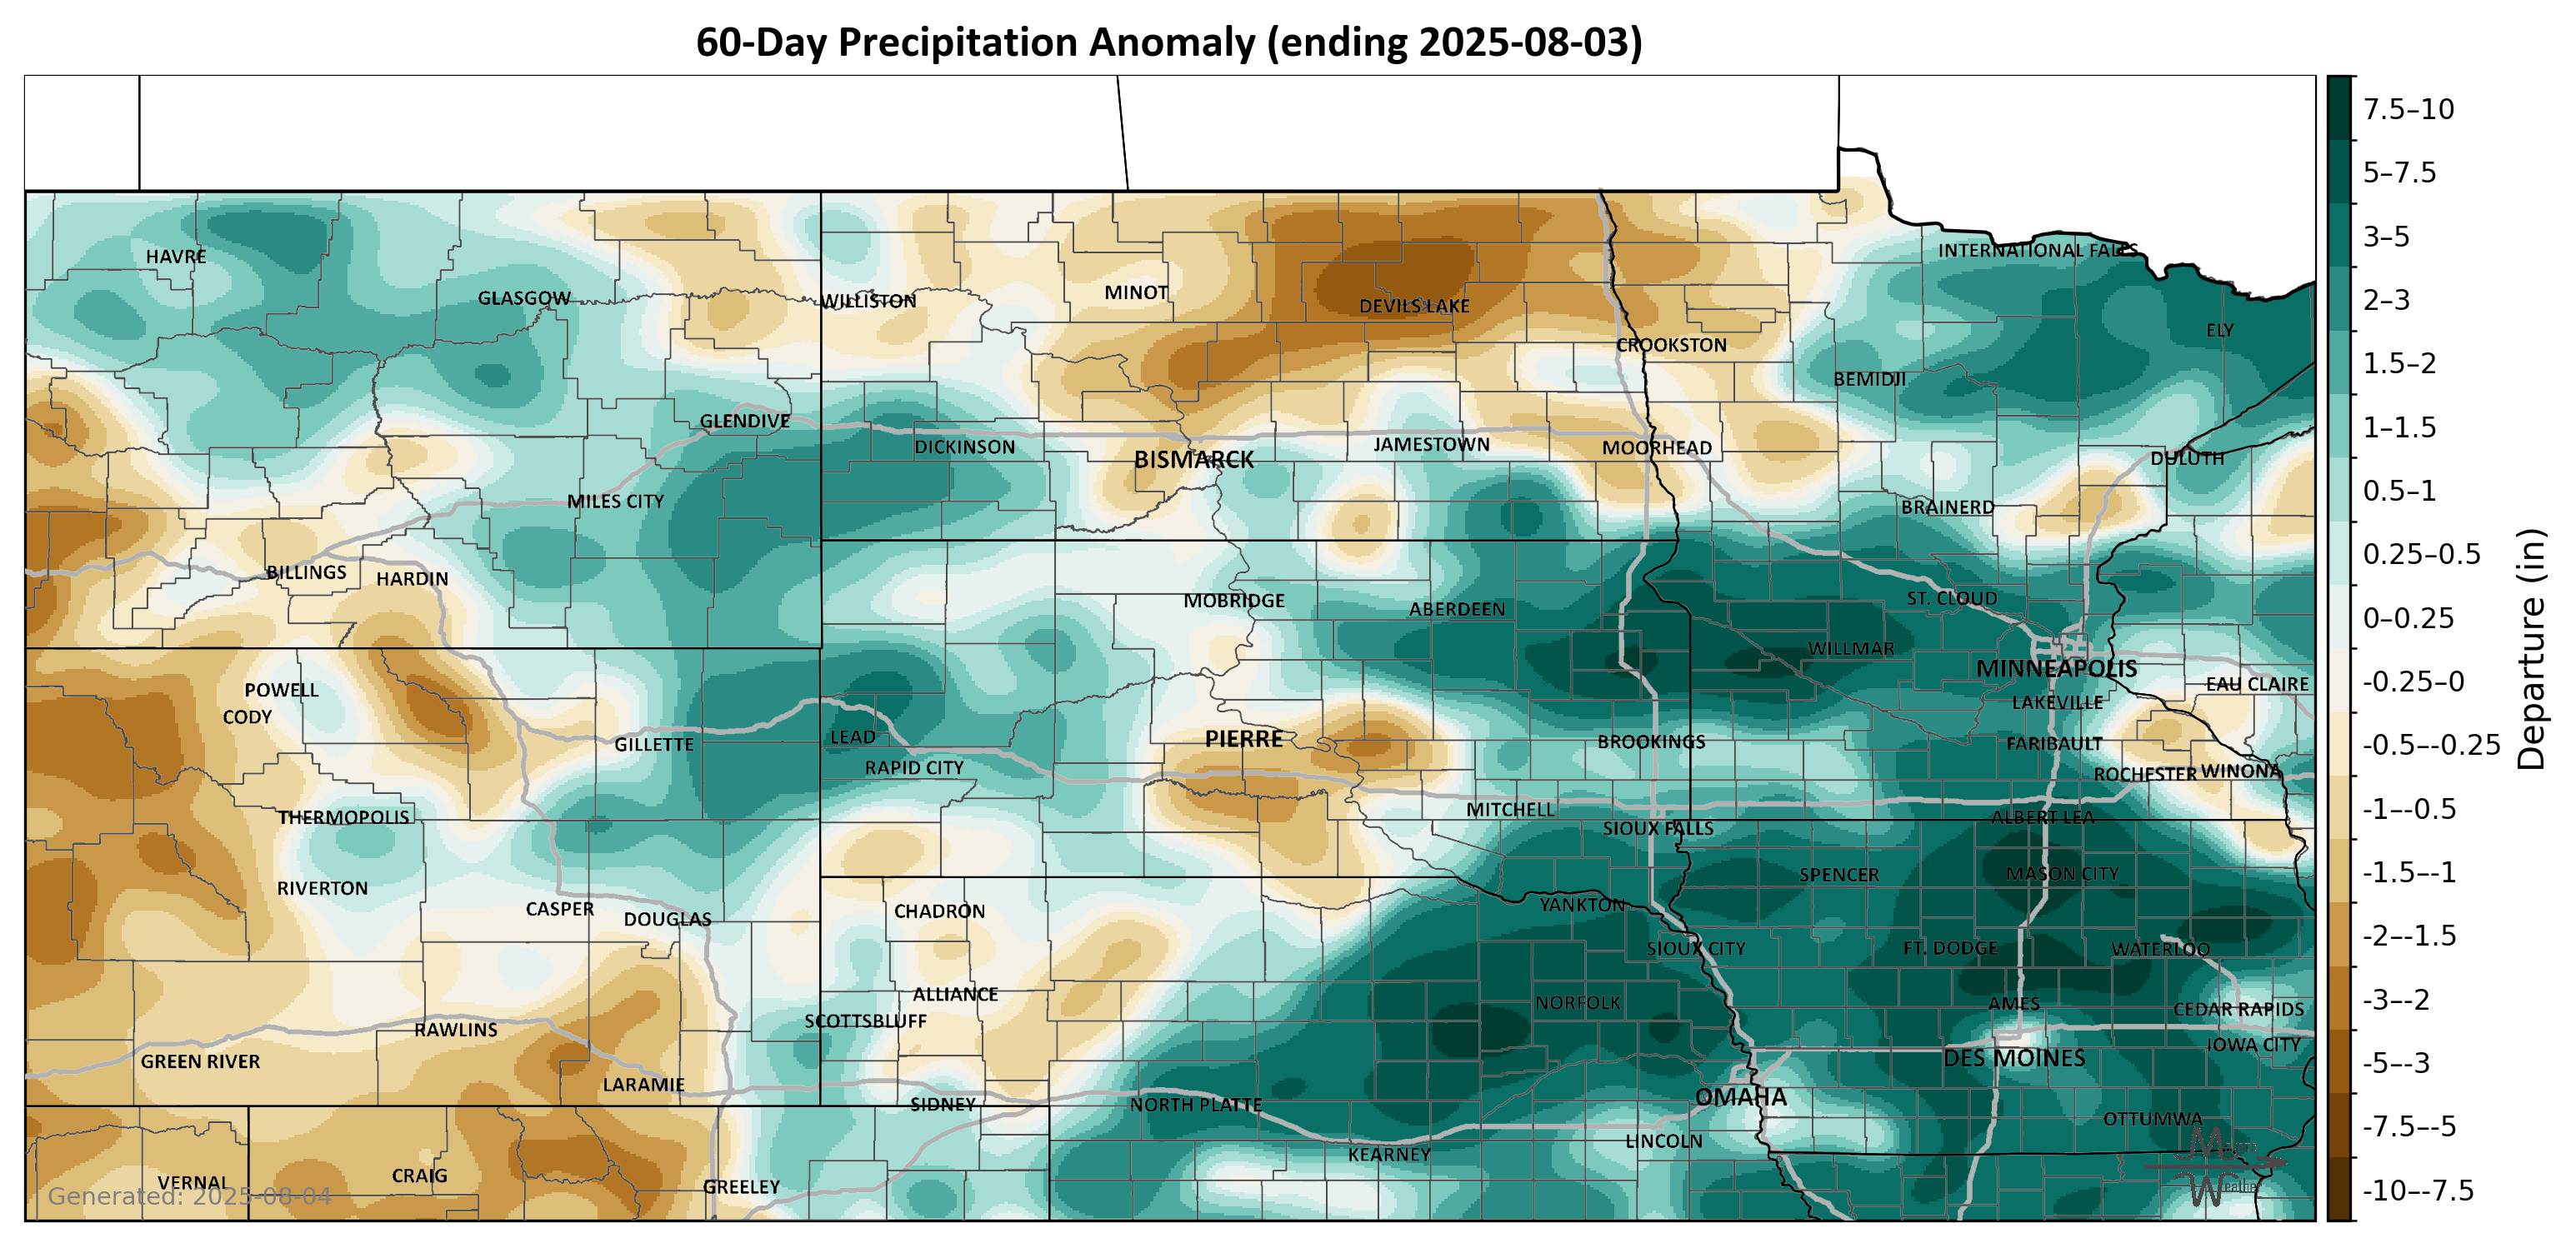 60-Day Precipitation Anomaly (ending 2025-08-03)
HAVRE
GLASGOW
WILLISTON
MINOT
DEVILS LAKE
CROOKSTON
INTERNATIONAL FALLS
ELY
BEMIDJI
GLENDIVE
DICKINSON
BISMARCK
JAMESTOWN
MOORHEAD
DULUTH
MILES CITY
BRAINERD
BILLINGS
HARDIN
MOBRIDGE
ABERDEEN
ST. CLOUD
WILLMAR
MINNEAPOLIS
POWELL
CODY
EAU CLAIRE
LAKEVILLE
GILLETTE
LEAD
PIERRE
BROOKINGS
FARIBAULT
RAPID CITY
ROCHESTER
WINONA
THERMOPOLIS
MITCHELL
SIOUX FALLS
ALBERT LEA
RIVERTON
SPENCER
MASON CITY
CASPER
DOUGLAS
CHADRON
YANKTON
SIOUX CITY
FT. DODGE
WATERLOO
ALLIANCE
NORFOLK
AMES
CEDAR RAPIDS
SCOTTSBLUFF
RAWLINS
IOWA CITY
GREEN RIVER
DES MOINES
LARAMIE
SIDNEY
NORTH PLATTE
OMAHA
OTTUMWA
LINCOLN
KEARNEY
VERNAL
CRAIG
GREELEY
Generated: 2025-08-04
7.5–10
5–7.5
3–5
2–3
1.5–2
1–1.5
0.5–1
0.25–0.5
0–0.25
-0.25–0
-0.5–-0.25
-1–-0.5
-1.5–-1
-2–-1.5
-3–-2
-5–-3
-7.5–-5
-10–-7.5
Departure (in)